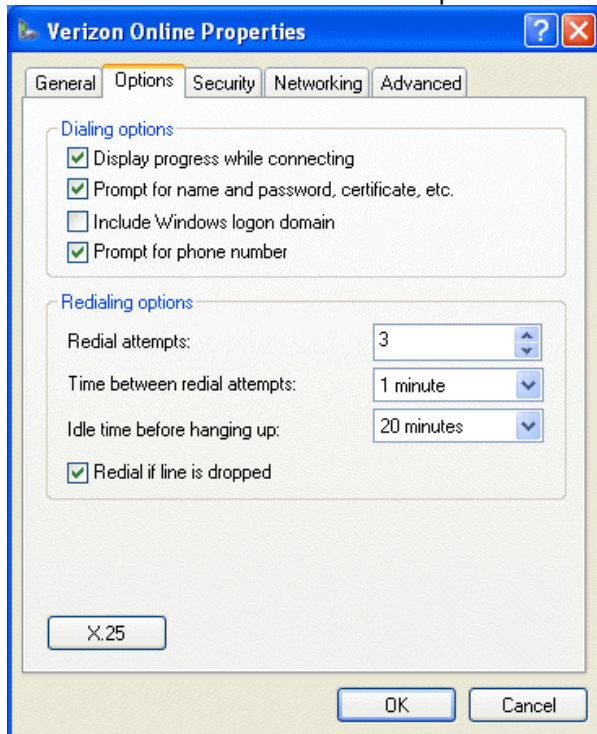 Verizon Online Properties
General Options Security Networking Advanced
Dialing options
Display progress while connecting
Prompt for name and password, certificate, etc.
Include Windows logon domain
Prompt for phone number
Redialing options
Redial attempts: 3
Time between redial attempts: 1 minute
Idle time before hanging up: 20 minutes
Redial if line is dropped
X.25
OK Cancel